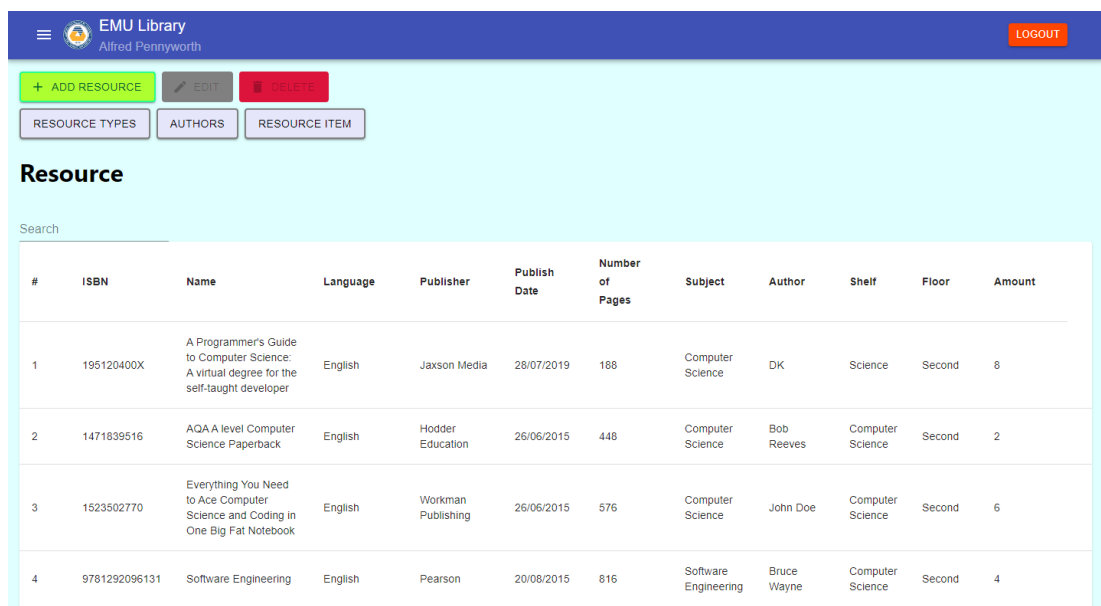 EMU Library
Alfred Pennyworth
LOGOUT
+ ADD RESOURCE EDIT DELETE
RESOURCE TYPES AUTHORS RESOURCE ITEM
Resource
Search
# ISBN Name Language Publisher Publish Date Number of Pages Subject Author Shelf Floor Amount
1 195120400X A Programmer's Guide to Computer Science: A virtual degree for the self-taught developer English Jaxson Media 28/07/2019 188 Computer Science DK Science Second 8
2 1471839516 AQA A level Computer Science Paperback English Hodder Education 26/06/2015 448 Computer Science Bob Reeves Computer Science Second 2
3 1523502770 Everything You Need to Ace Computer Science and Coding in One Big Fat Notebook English Workman Publishing 26/06/2015 576 Computer Science John Doe Computer Science Second 6
4 9781292096131 Software Engineering English Pearson 20/08/2015 816 Software Engineering Bruce Wayne Computer Science Second 4